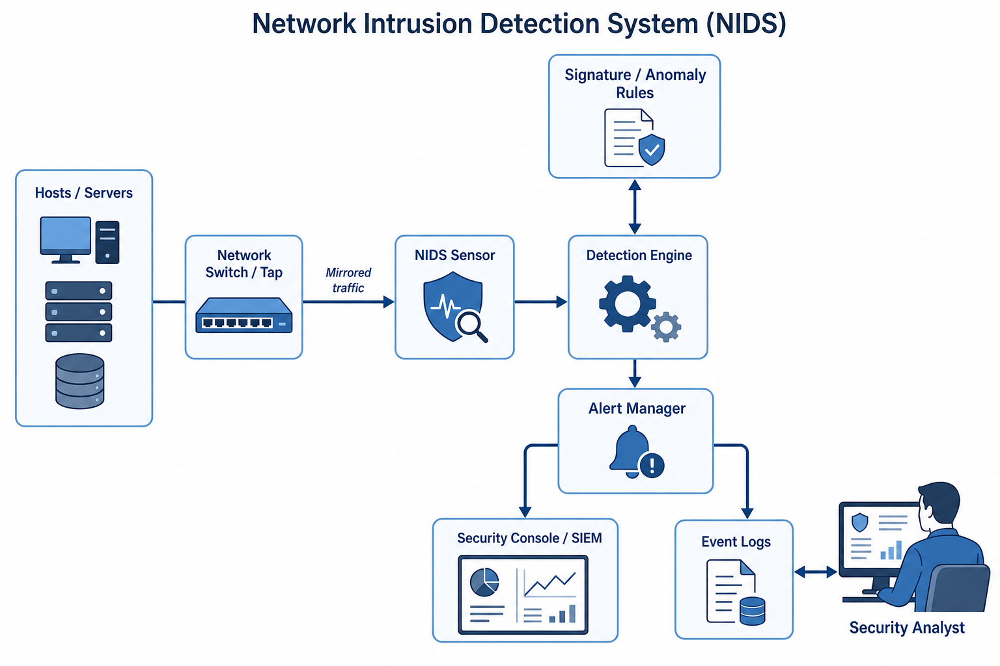 Network Intrusion Detection System (NIDS)
Signature / Anomaly
Rules
Hosts / Servers
Network
Switch / Tap
Mirrored
traffic
NIDS Sensor
Detection Engine
Alert Manager
Security Console / SIEM
Event Logs
Security Analyst